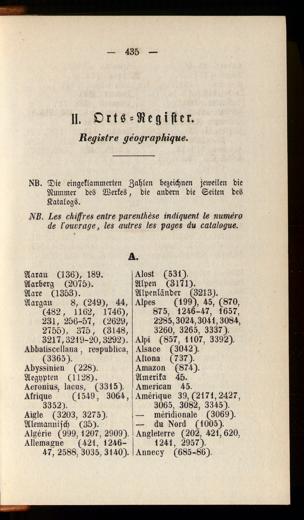 — 435 —
II. Orts-Register.
Registre géographique.
NB. Die eingeklammerten Zahlen bezeichnen jeweilen die
Nummer des Werkes, die andern die Seiten des
Katalogs.
NB. Les chiffres entre parenthèse indiquent le numéro
de l'ouvrage, les autres les pages du catalogue.
A.
Aarau (136), 189.
Aarberg (2075).
Aare (1353).
Aargau 8, (249), 44,
(482, 1162, 1746),
231, 256-57, (2629,
2755), 375, (3148,
3217, 3219-20, 3292).
Abbatiscellana, respublica,
(3365).
Abyssinien (228).
Aegypten (1128).
Aeronius, lacus, (3315).
Afrique (1549, 3064,
3352).
Aigle (3203, 3275).
Alemannisch (35).
Algérie (999, 1207, 2909).
Allemagne (421, 1246-
47, 2588, 3035, 3140).
Alost (531).
Alpen (3171).
Alpenländer (3213).
Alpes (199), 45, (870,
875, 1246-47, 1657,
2285, 3024, 3041, 3084,
3260, 3265, 3337).
Alpi (857, 1107, 3392).
Alsace (3042).
Altona (737).
Amazon (874).
Amerika 45.
American 45.
Amérique 39, (2171, 2427,
3065, 3082, 3345).
— méridionale (3069).
— du Nord (1005).
Angleterre (202, 421, 620,
1241, 2957).
Annecy (685-86).